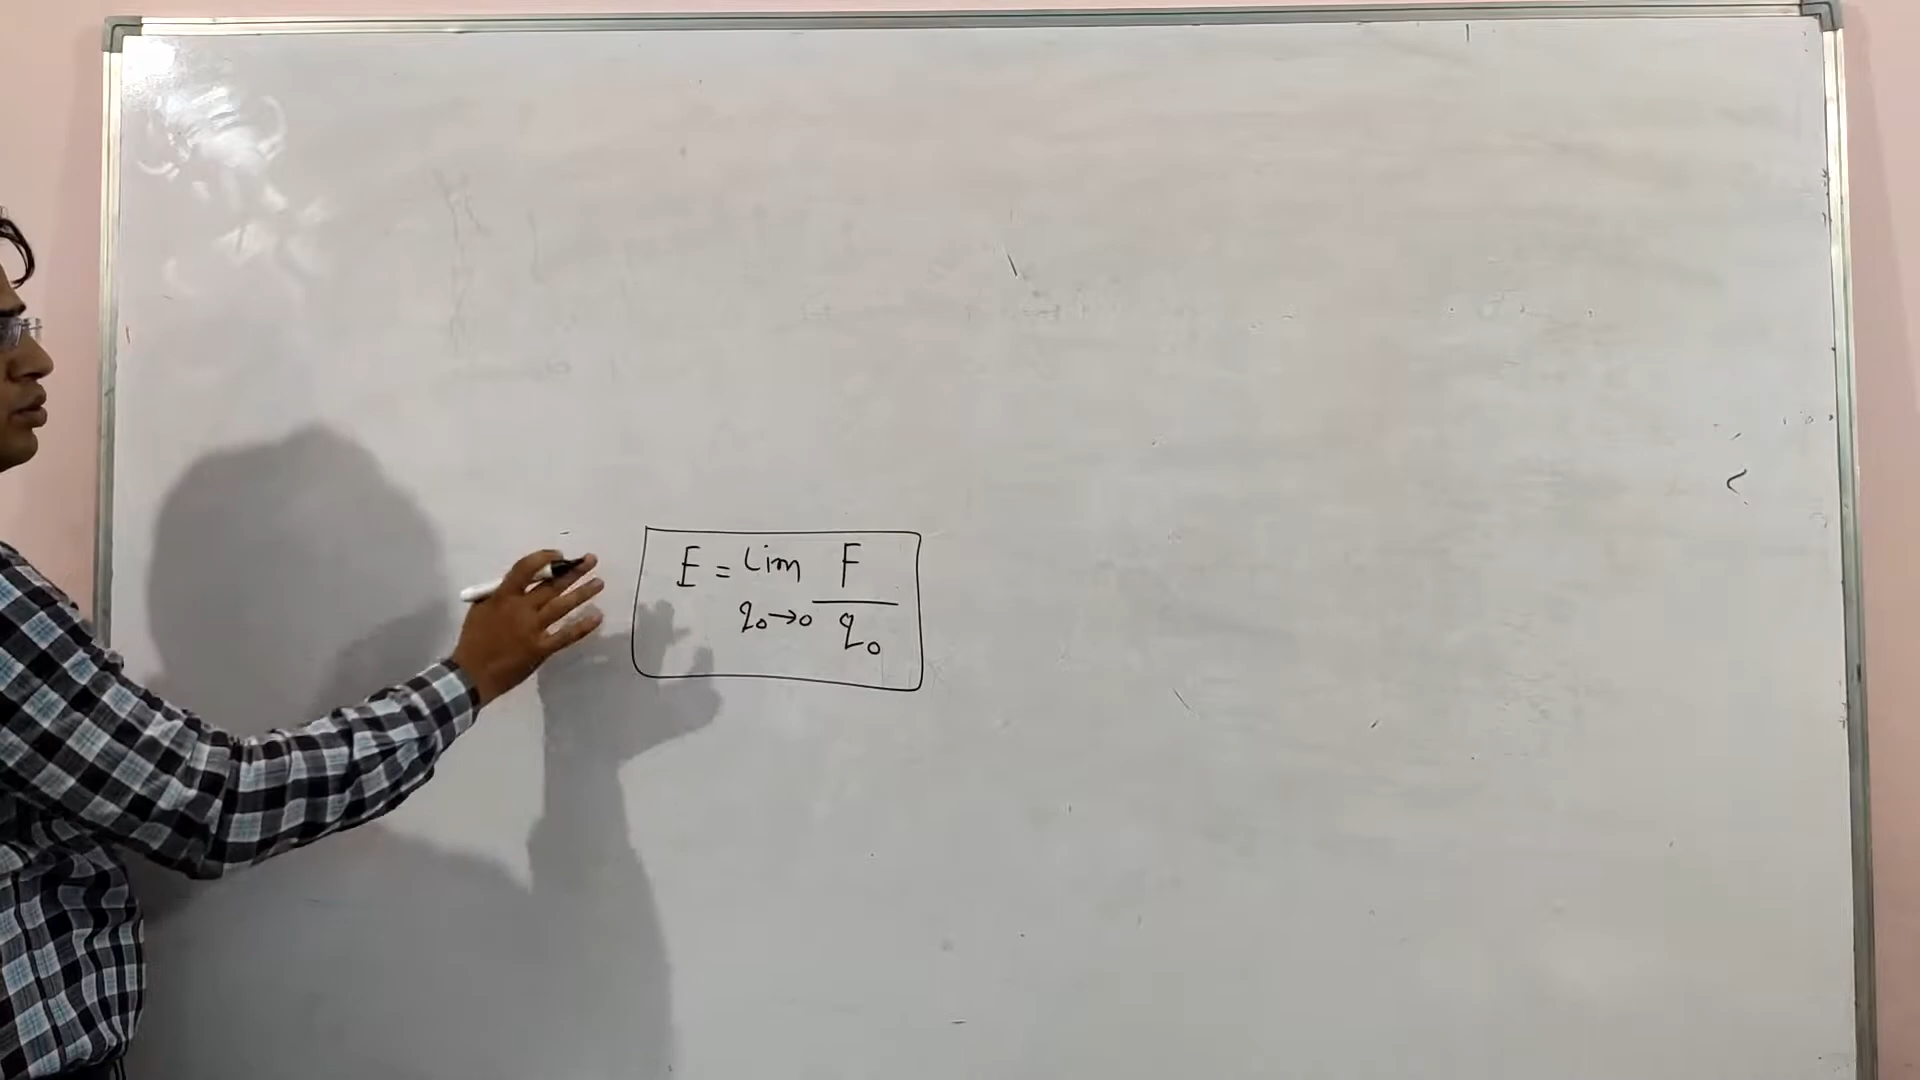 E = Lim F
q₀→0 q₀